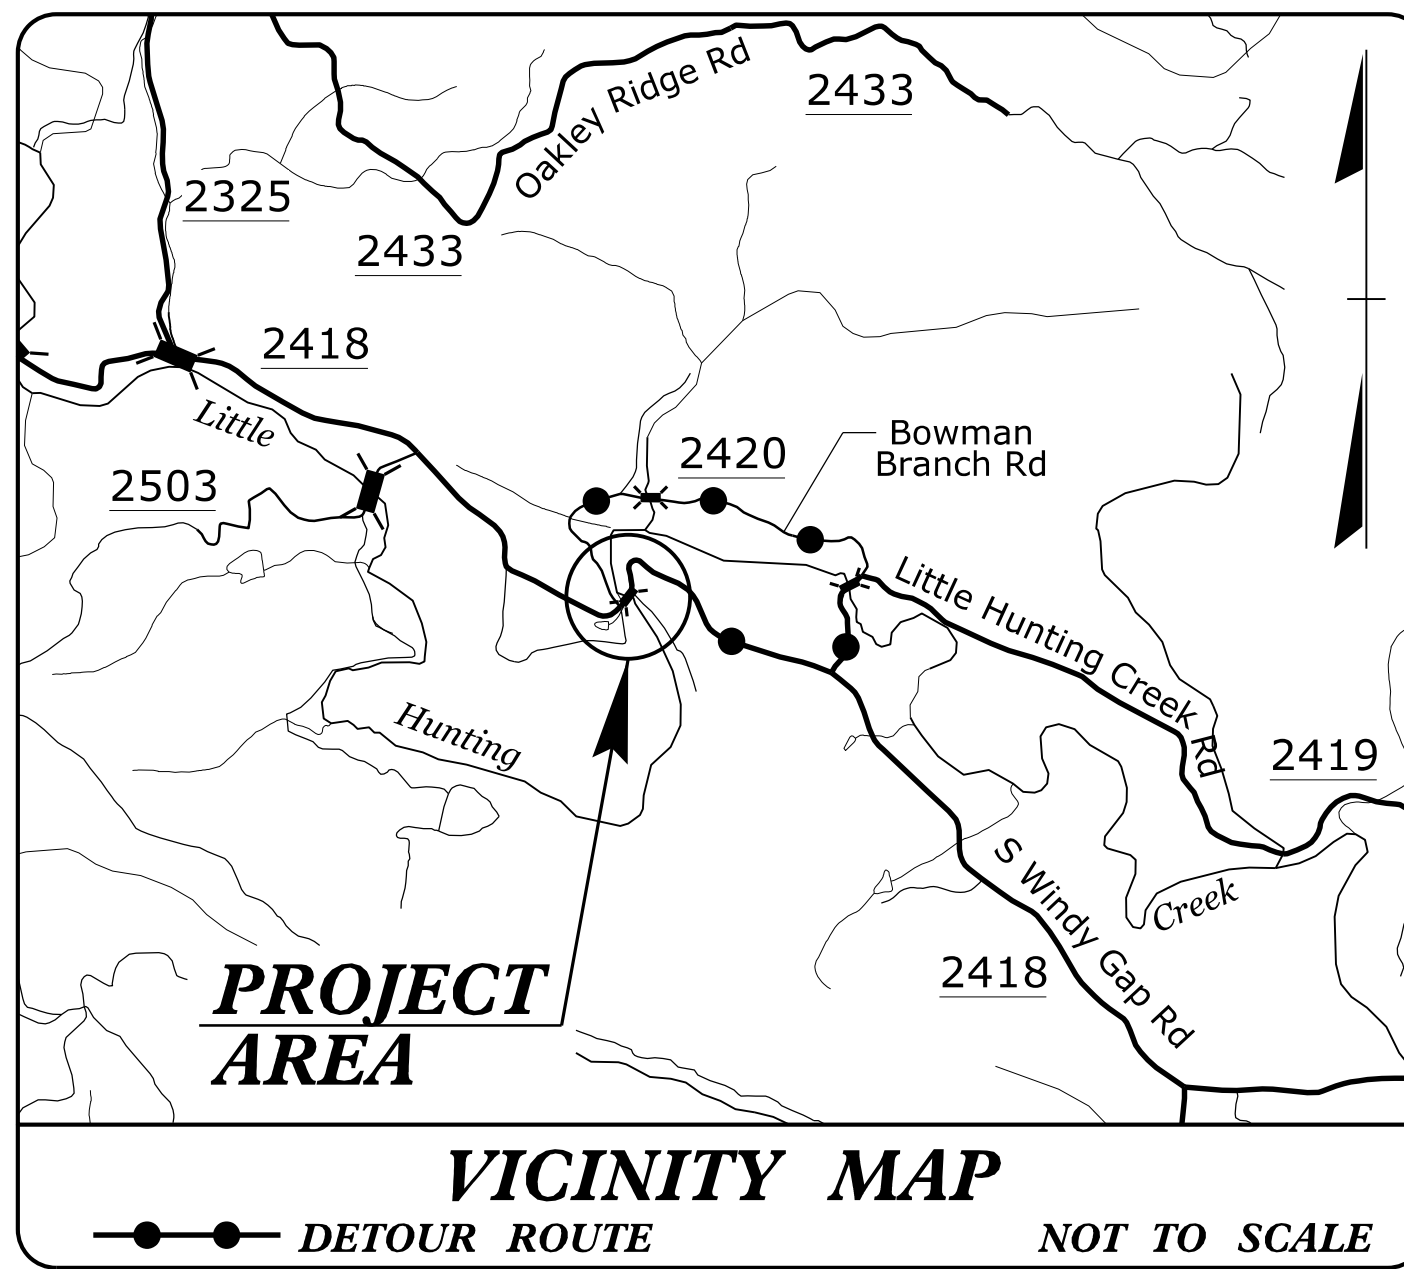 Oakley Ridge Rd
2433
2325
2433
2418
Little
2420
Bowman
Branch Rd
2503
Little Hunting Creek Rd
Hunting
2419
S Windy Gap Rd
Creek
2418
PROJECT
AREA
VICINITY MAP
DETOUR ROUTE
NOT TO SCALE